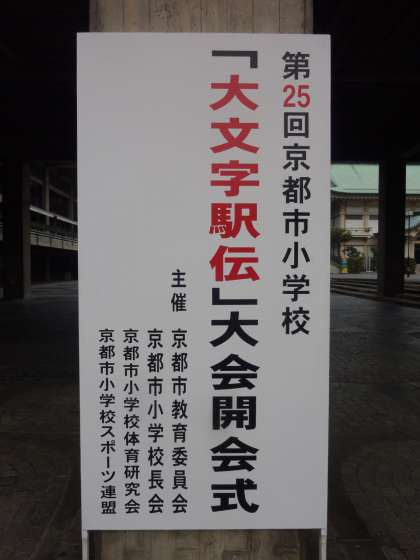 第25回京都市小学校
「大文字駅伝」大会開会式
主催 京都市教育委員会
京都市小学校長会
京都市小学校体育研究会
京都市小学校スポーツ連盟